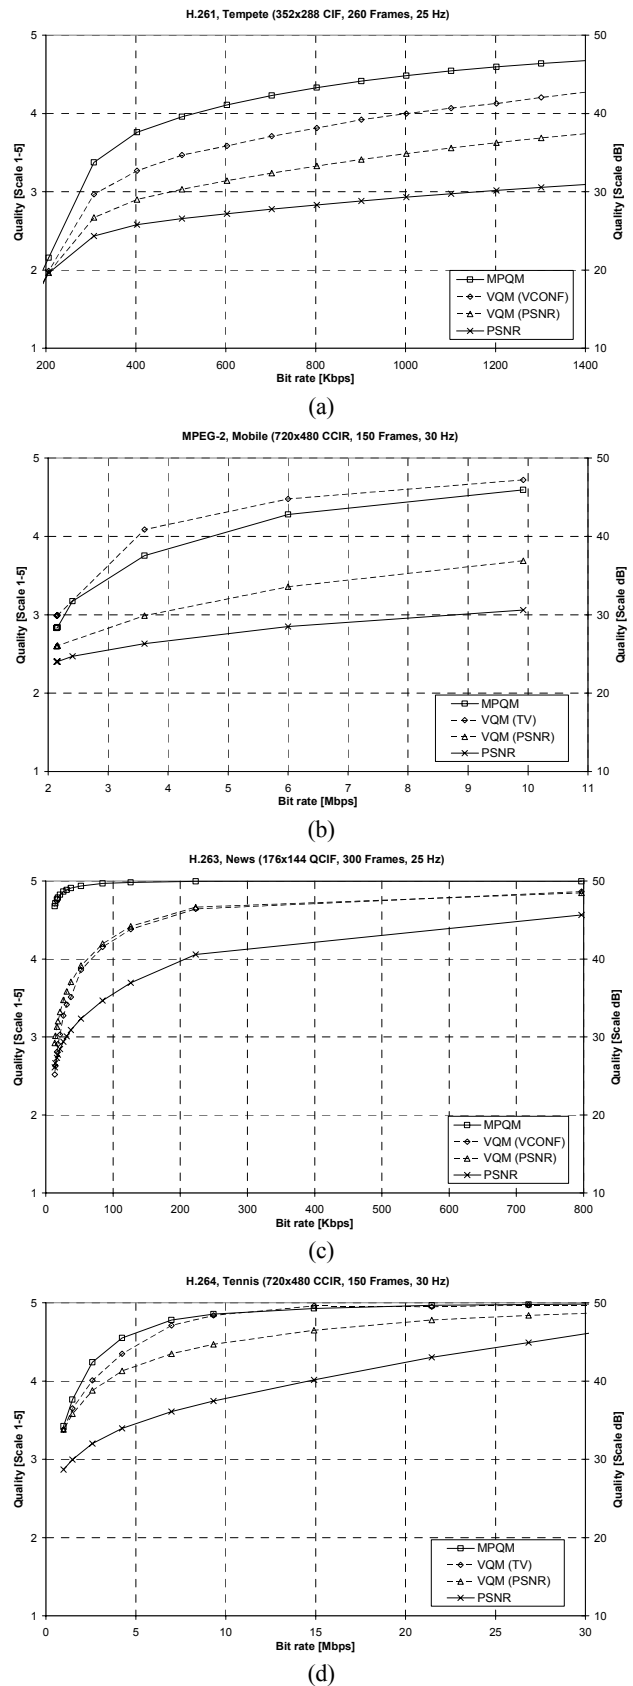 H.261, Tempete (352x288 CIF, 260 Frames, 25 Hz)
5
4
3
2
1
Quality [Scale 1-5]
50
40
30
20
10
Quality [Scale dB]
MPQM
VQM (VCONF)
VQM (PSNR)
PSNR
200 400 600 800 1000 1200 1400
Bit rate [Kbps]
(a)
MPEG-2, Mobile (720x480 CCIR, 150 Frames, 30 Hz)
5
4
3
2
1
Quality [Scale 1-5]
50
40
30
20
10
Quality [Scale dB]
MPQM
VQM (TV)
VQM (PSNR)
PSNR
2 3 4 5 6 7 8 9 10 11
Bit rate [Mbps]
(b)
H.263, News (176x144 QCIF, 300 Frames, 25 Hz)
5
4
3
2
1
Quality [Scale 1-5]
50
40
30
20
10
Quality [Scale dB]
MPQM
VQM (VCONF)
VQM (PSNR)
PSNR
0 100 200 300 400 500 600 700 800
Bit rate [Kbps]
(c)
H.264, Tennis (720x480 CCIR, 150 Frames, 30 Hz)
5
4
3
2
1
Quality [Scale 1-5]
50
40
30
20
10
Quality [Scale dB]
MPQM
VQM (TV)
VQM (PSNR)
PSNR
0 5 10 15 20 25 30
Bit rate [Mbps]
(d)